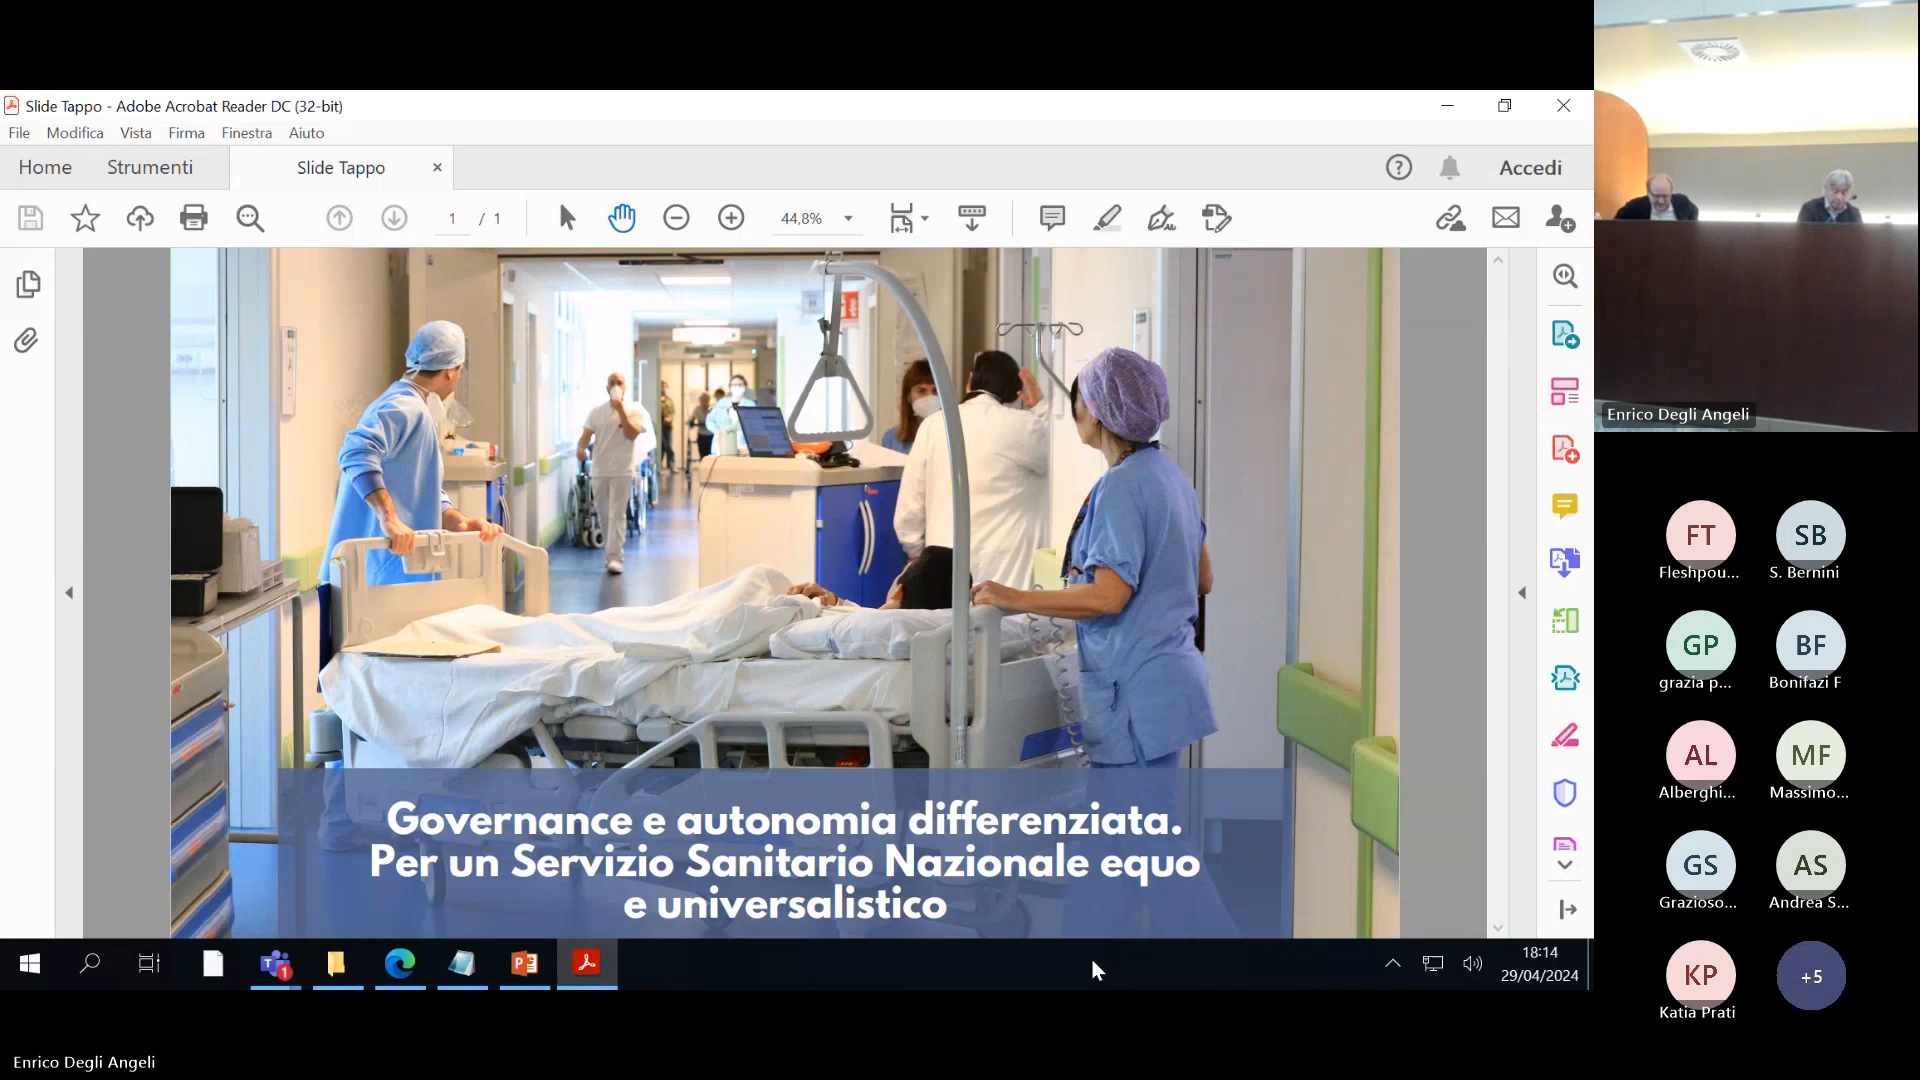 Slide Tappo - Adobe Acrobat Reader DC (32-bit)
File Modifica Vista Firma Finestra Aiuto
Home Strumenti Slide Tappo × Accedi
1 / 1 44,8%
Governance e autonomia differenziata.
Per un Servizio Sanitario Nazionale equo
e universalistico
1
18:14
29/04/2024
Enrico Degli Angeli
Enrico Degli Angeli
FT SB
Fleshpou... S. Bernini
GP BF
grazia p... Bonifazi F
AL MF
Alberghi... Massimo...
GS AS
Grazioso... Andrea S...
KP +5
Katia Prati